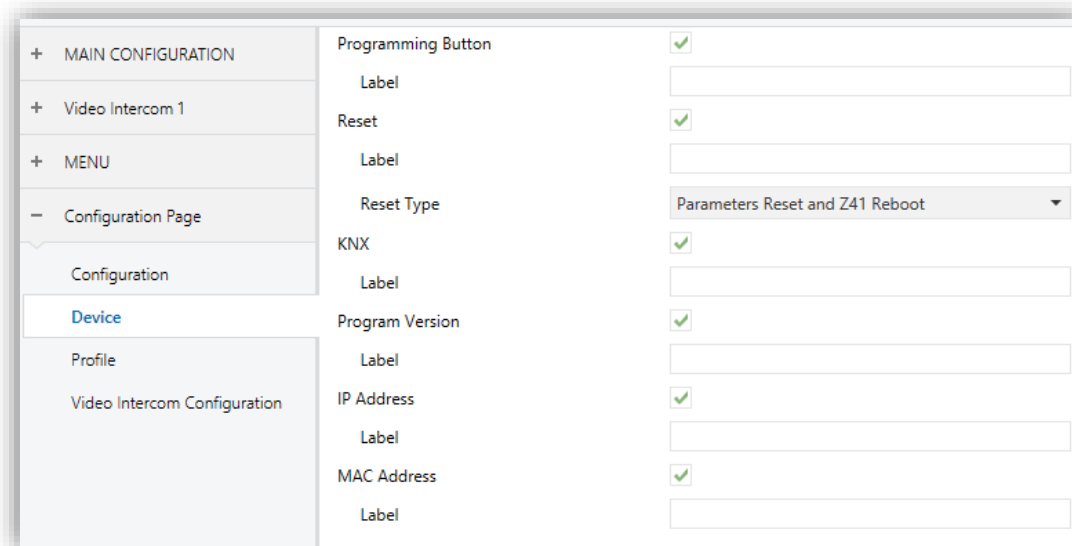 + MAIN CONFIGURATION
+ Video Intercom 1
+ MENU
− Configuration Page
Configuration
Device
Profile
Video Intercom Configuration
Programming Button
Label
Reset
Label
Reset Type Parameters Reset and Z41 Reboot
KNX
Label
Program Version
Label
IP Address
Label
MAC Address
Label